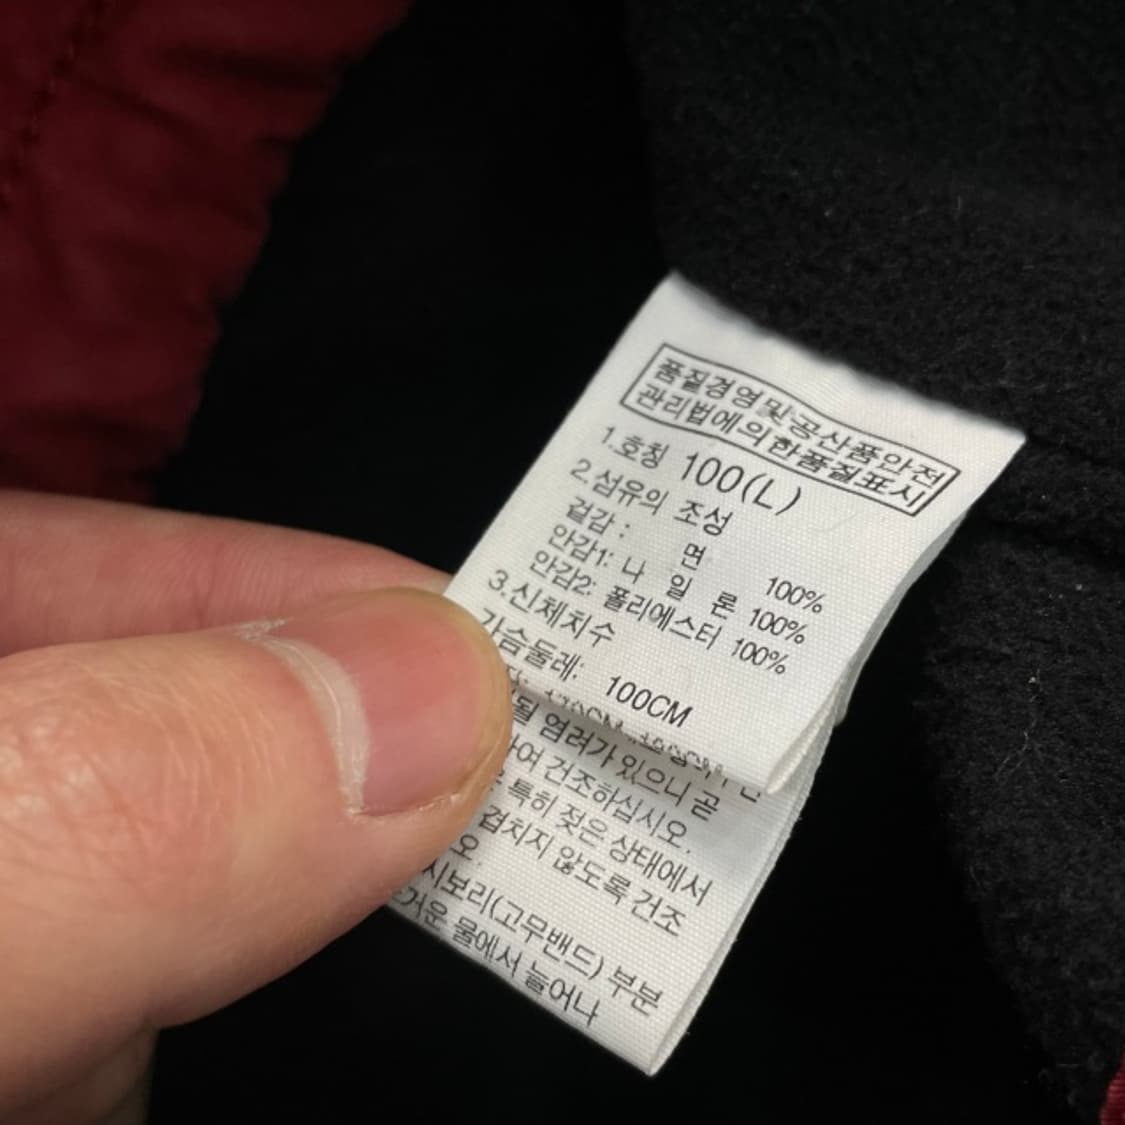 품질경영및공산품안전
관리법에의한품질표시
1.호칭 100(L)
2.섬유의 조성
겉감: 면 100%
안감1: 나 일 론 100%
안감2: 폴리에스터 100%
3.신체치수
가슴둘레: 100CM
될 염려가 있으니 곧
여 건조하십시오.
특히 젖은 상태에서
겹치지 않도록 건조
오.
시보리(고무밴드) 부분
거운 물에서 늘어나